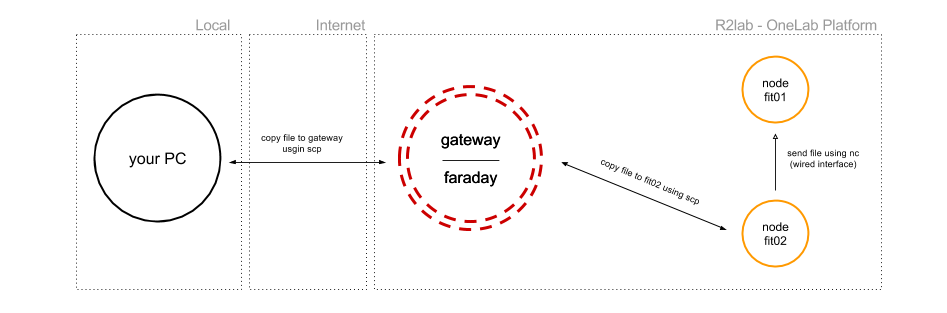 Local
Internet
R2lab - OneLab Platform
your PC
copy file to gateway
usgin scp
gateway
faraday
copy file to fit02 using scp
node
fit01
send file using nc
(wired interface)
node
fit02